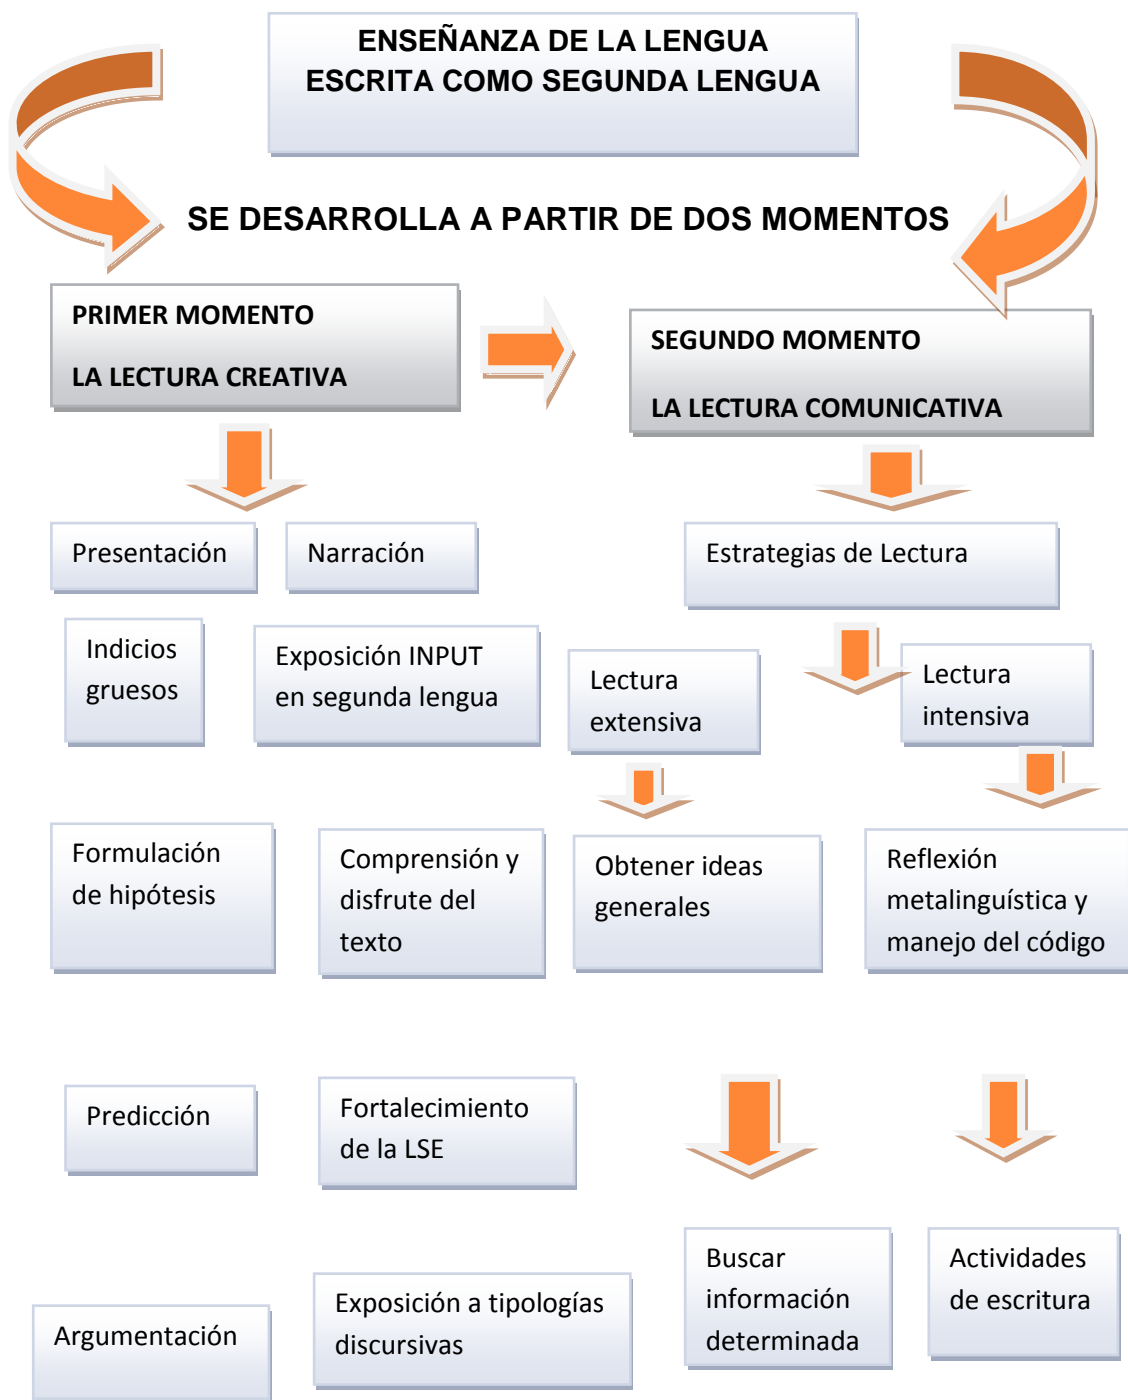 ENSEÑANZA DE LA LENGUA
ESCRITA COMO SEGUNDA LENGUA
SE DESARROLLA A PARTIR DE DOS MOMENTOS
PRIMER MOMENTO
LA LECTURA CREATIVA
SEGUNDO MOMENTO
LA LECTURA COMUNICATIVA
Presentación
Narración
Estrategias de Lectura
Indicios
gruesos
Exposición INPUT
en segunda lengua
Lectura
extensiva
Lectura
intensiva
Formulación
de hipótesis
Comprensión y
disfrute del
texto
Obtener ideas
generales
Reflexión
metalinguística y
manejo del código
Predicción
Fortalecimiento
de la LSE
Buscar
información
determinada
Actividades
de escritura
Argumentación
Exposición a tipologías
discursivas